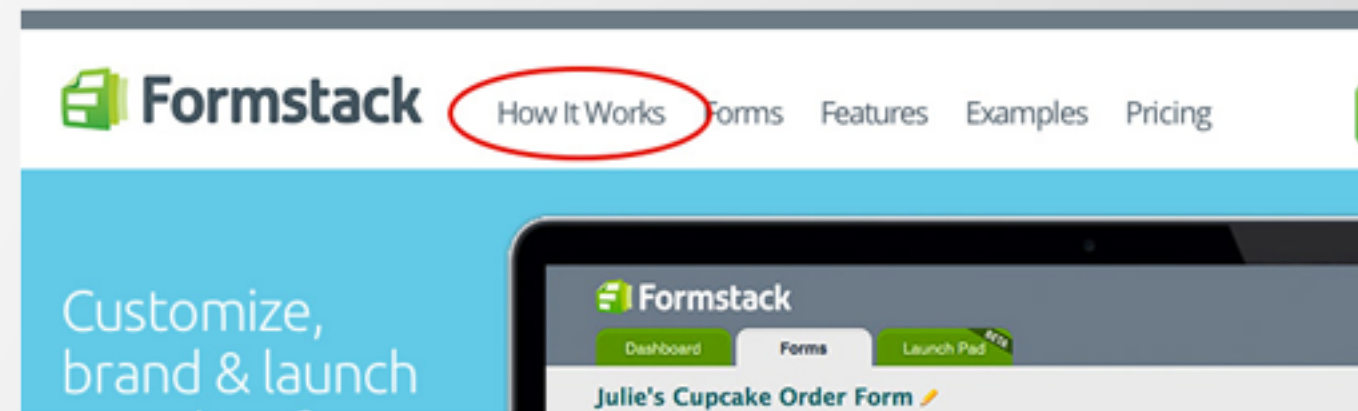 Formstack How It Works Forms Features Examples Pricing
Customize,
brand & launch
Formstack
Dashboard Forms Launch Pad BETA
Julie's Cupcake Order Form